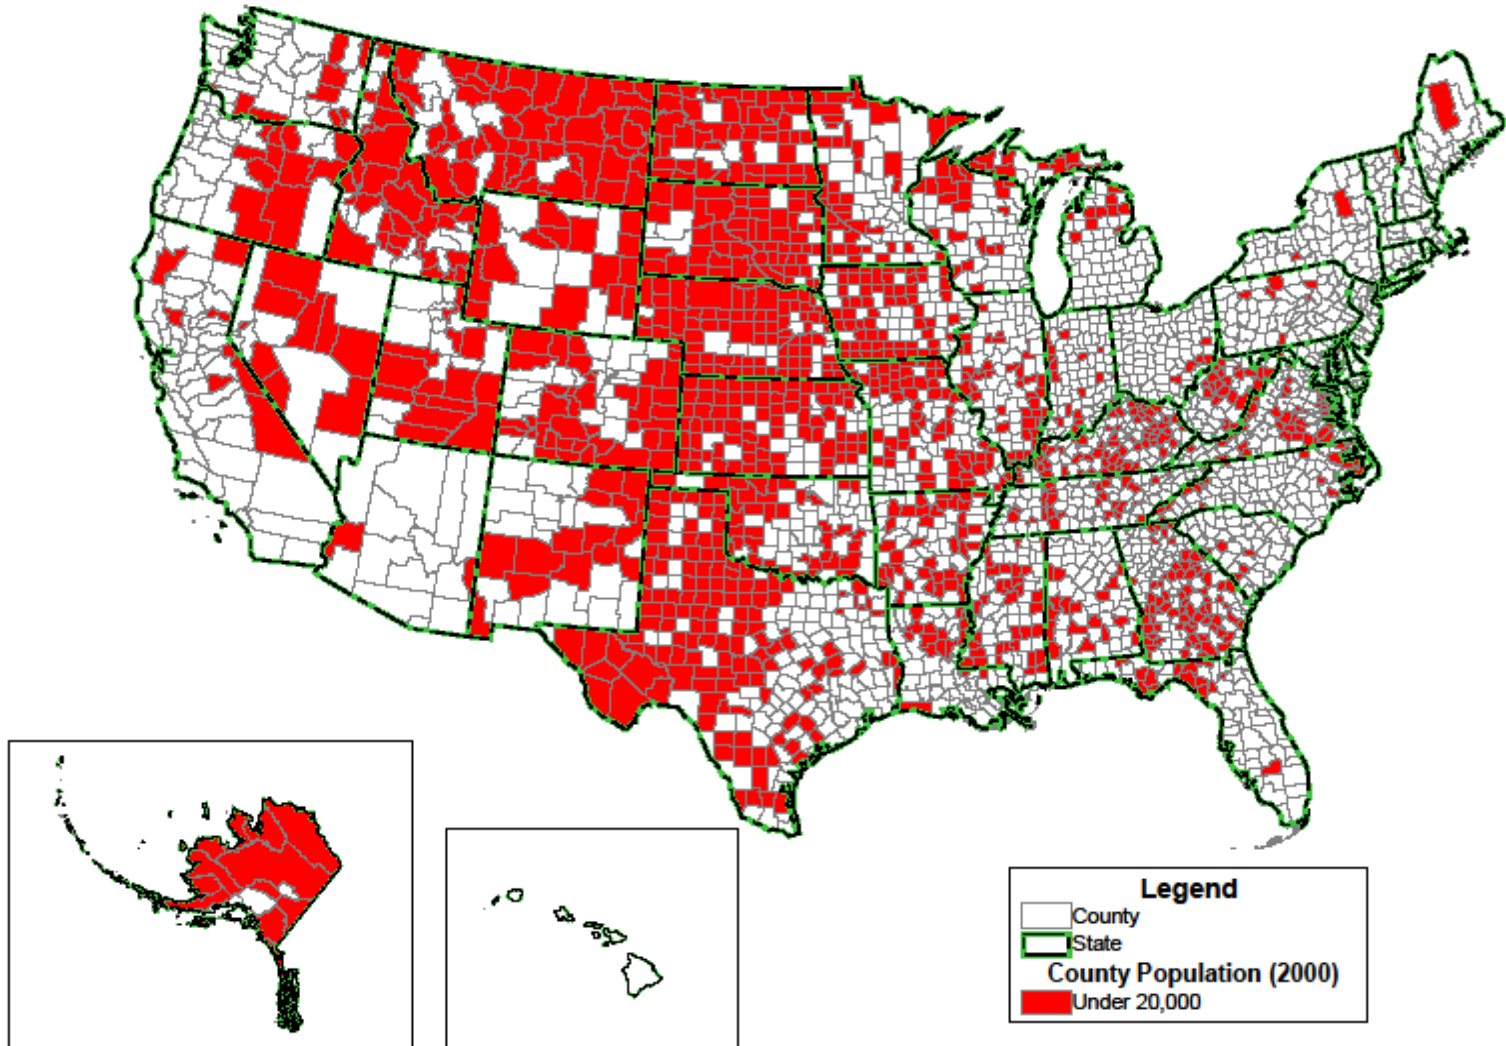 Legend
County
State
County Population (2000)
Under 20,000